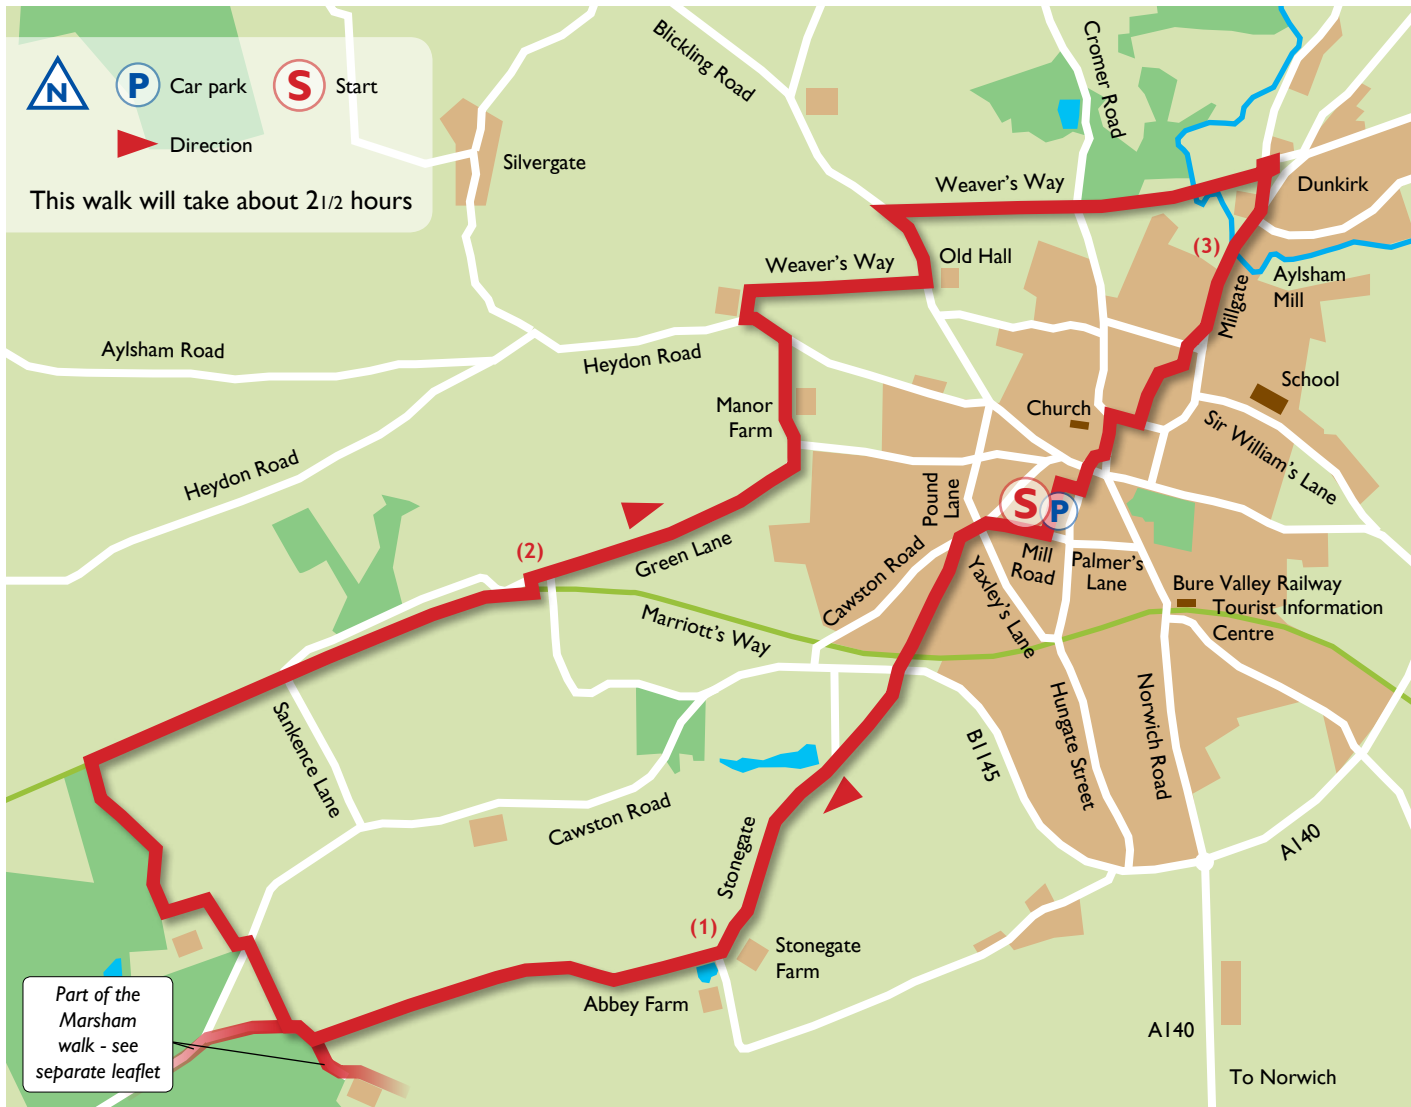 N
P Car park
S Start
Direction
This walk will take about 2 1/2 hours
Blickling Road
Cromer Road
Silvergate
Weaver's Way
Dunkirk
(3)
Old Hall
Weaver's Way
Aylsham
Mill
Millgate
Aylsham Road
Heydon Road
School
Manor
Farm
Church
Sir William's Lane
Heydon Road
Pound
Lane
S
P
(2)
Green Lane
Cawston Road
Mill
Road
Palmer's
Lane
Yaxley's Lane
Bure Valley Railway
Tourist Information
Centre
Marriott's Way
Sankence Lane
Hungate Street
Norwich Road
B1145
Cawston Road
Stonegate
A140
(1)
Stonegate
Farm
Abbey Farm
Part of the
Marsham
walk - see
separate leaflet
A140
To Norwich